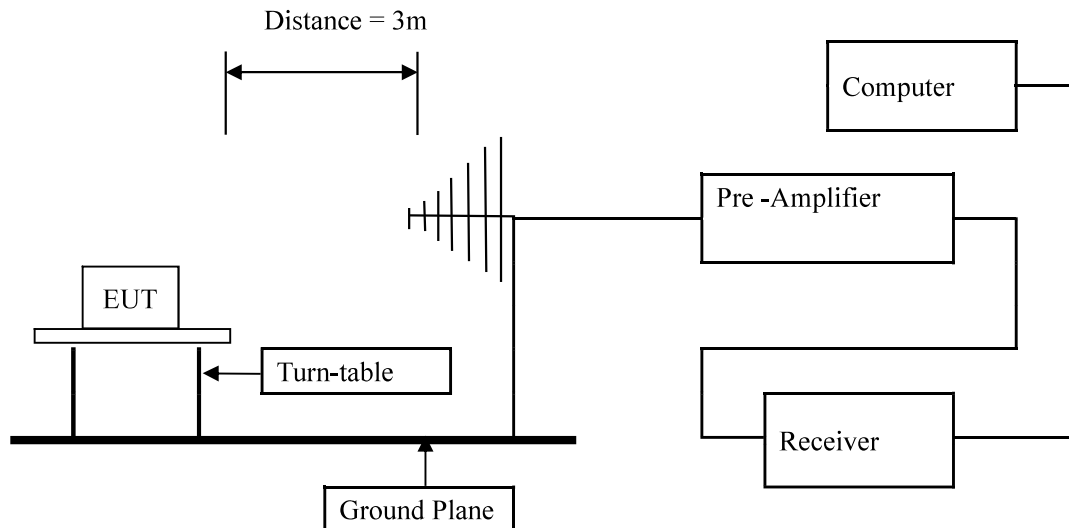 Distance = 3m
Computer
Pre -Amplifier
EUT
Turn-table
Receiver
Ground Plane